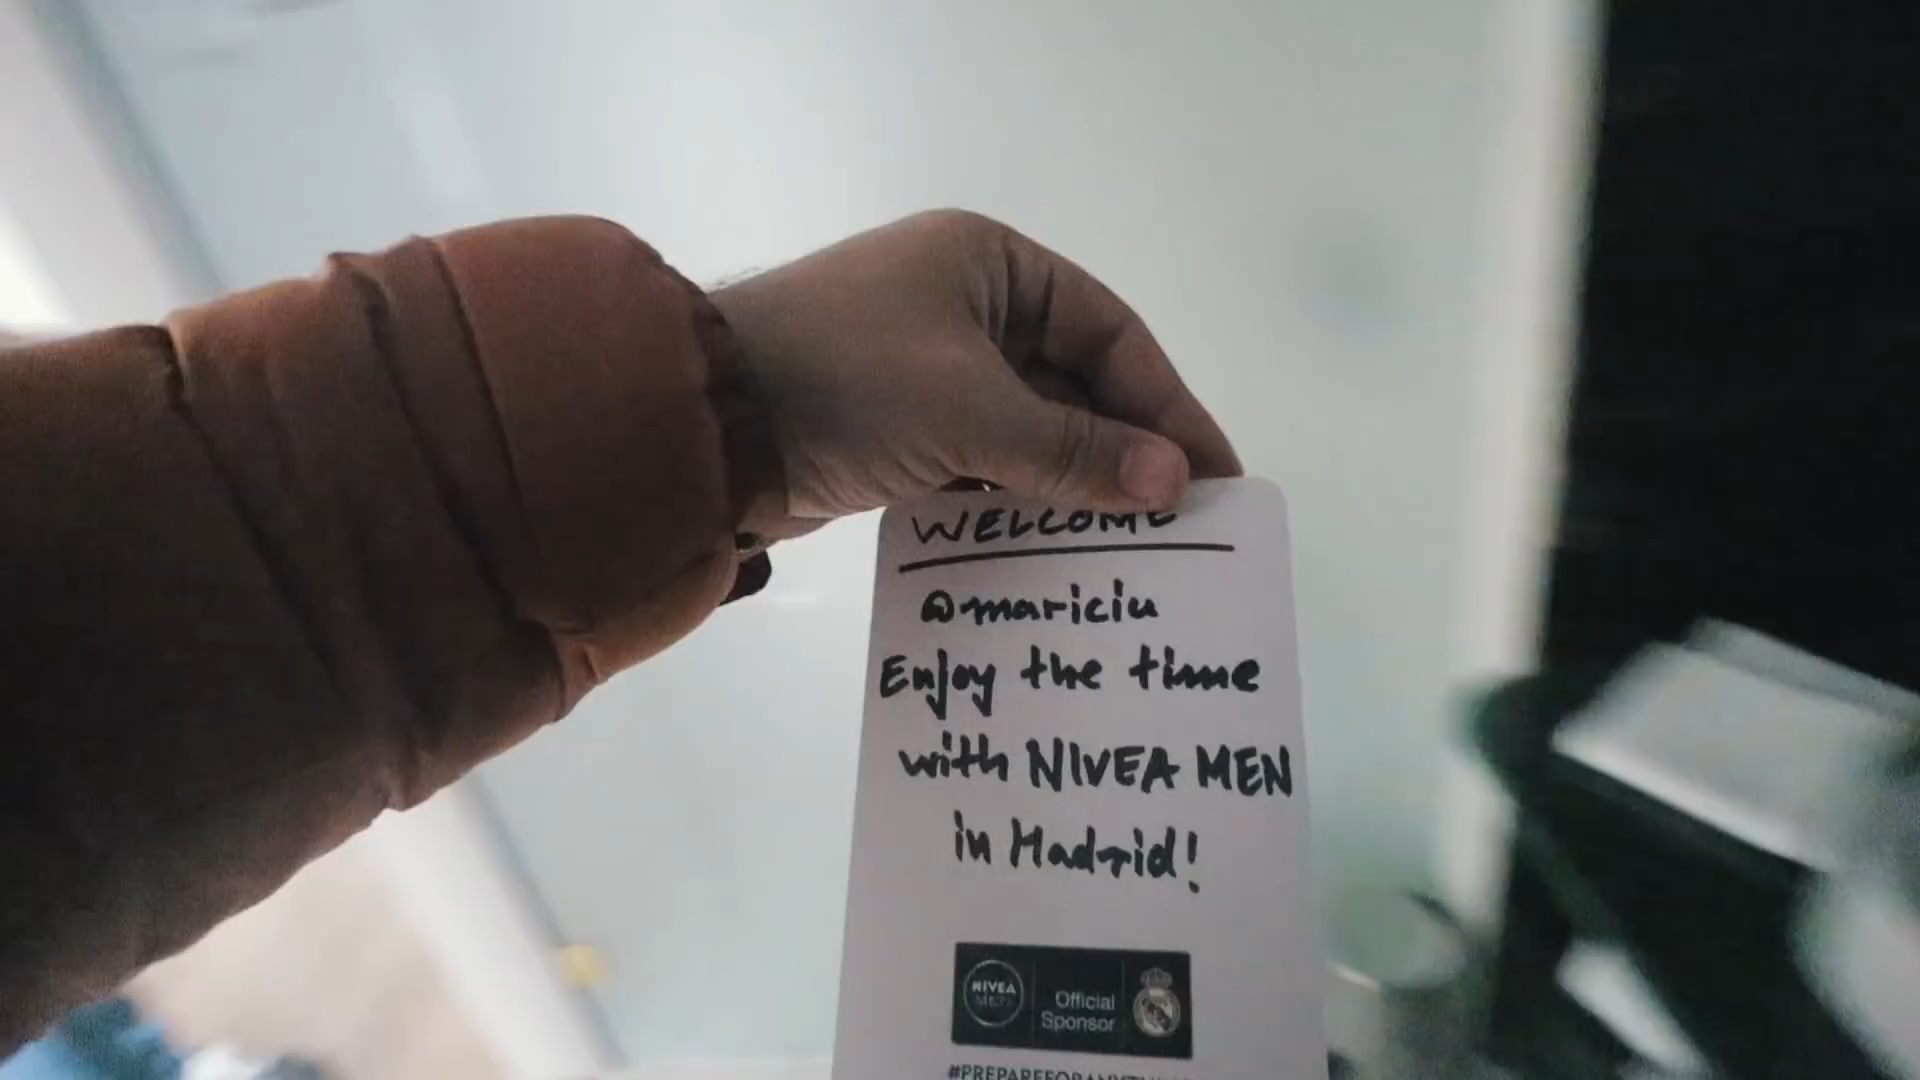 WELCOME
@mariciu
Enjoy the time
with NIVEA MEN
in Madrid!
NIVEA
MEN
Official
Sponsor